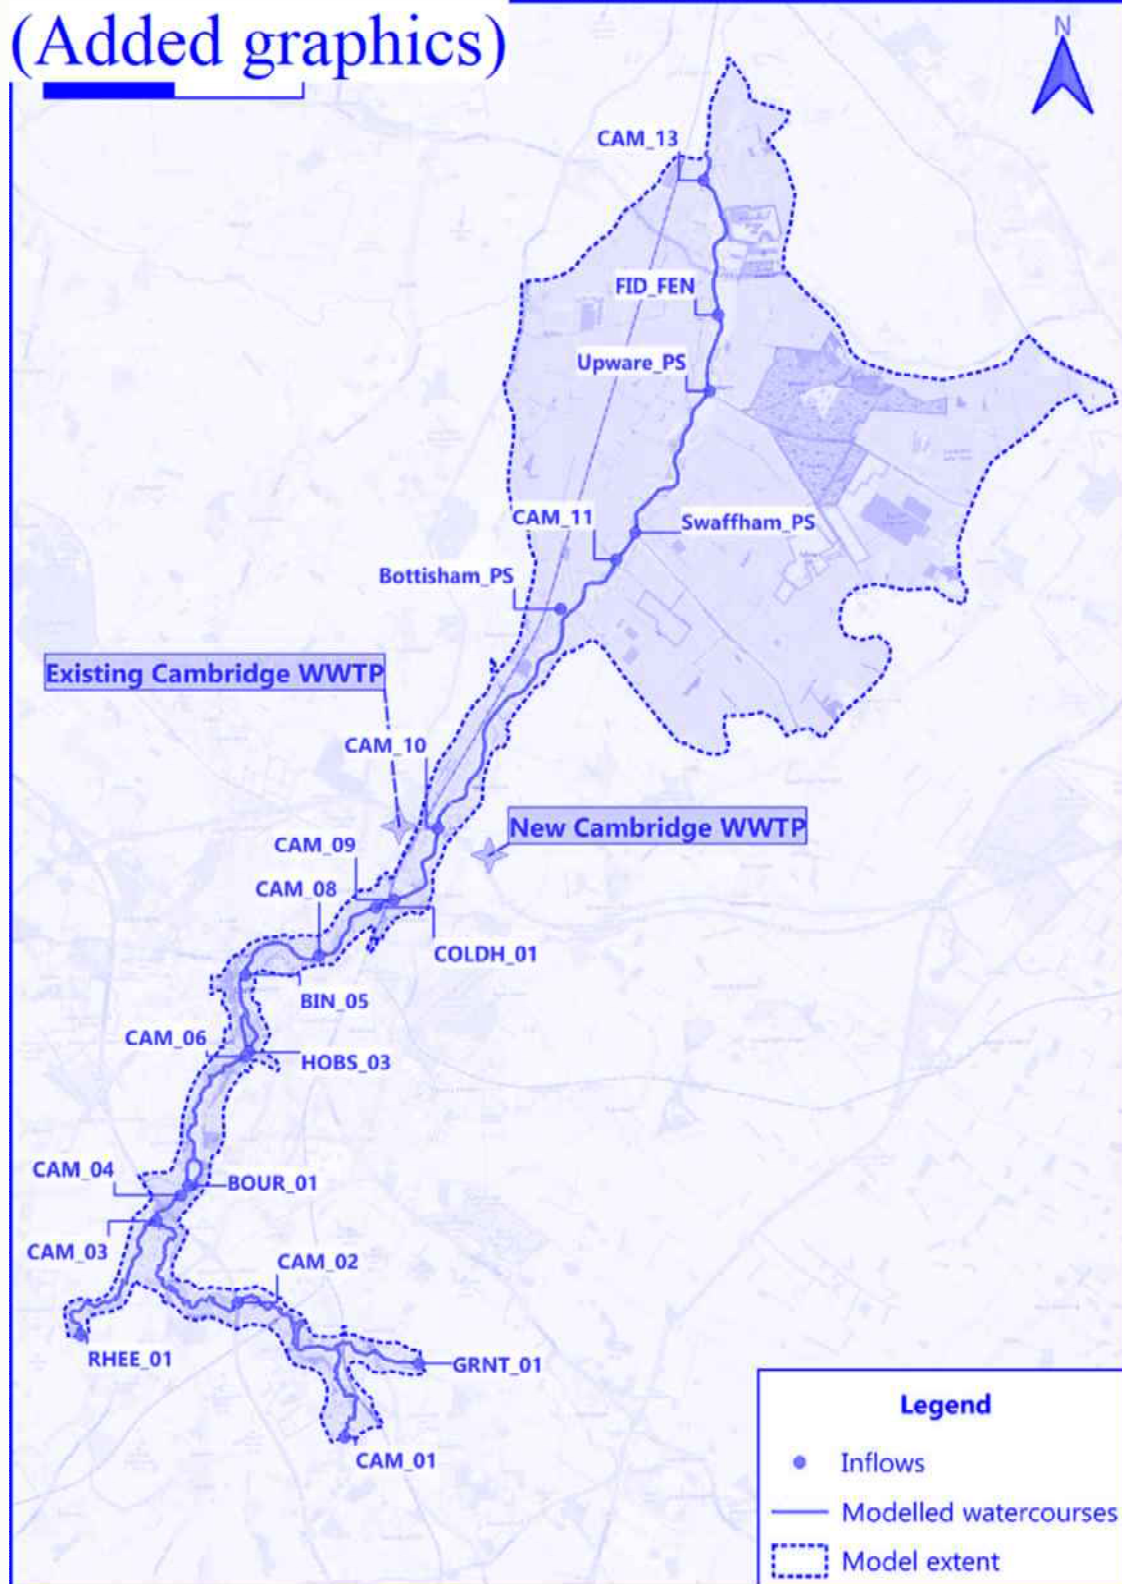 (Added graphics)
N
CAM_13
FID_FEN
Upware_PS
CAM_11
Swaffham_PS
Bottisham_PS
Existing Cambridge WWTP
CAM_10
New Cambridge WWTP
CAM_09
CAM_08
COLDH_01
BIN_05
CAM_06
HOBS_03
CAM_04
BOUR_01
CAM_03
CAM_02
RHEE_01
GRNT_01
CAM_01
Legend
Inflows
Modelled watercourses
Model extent